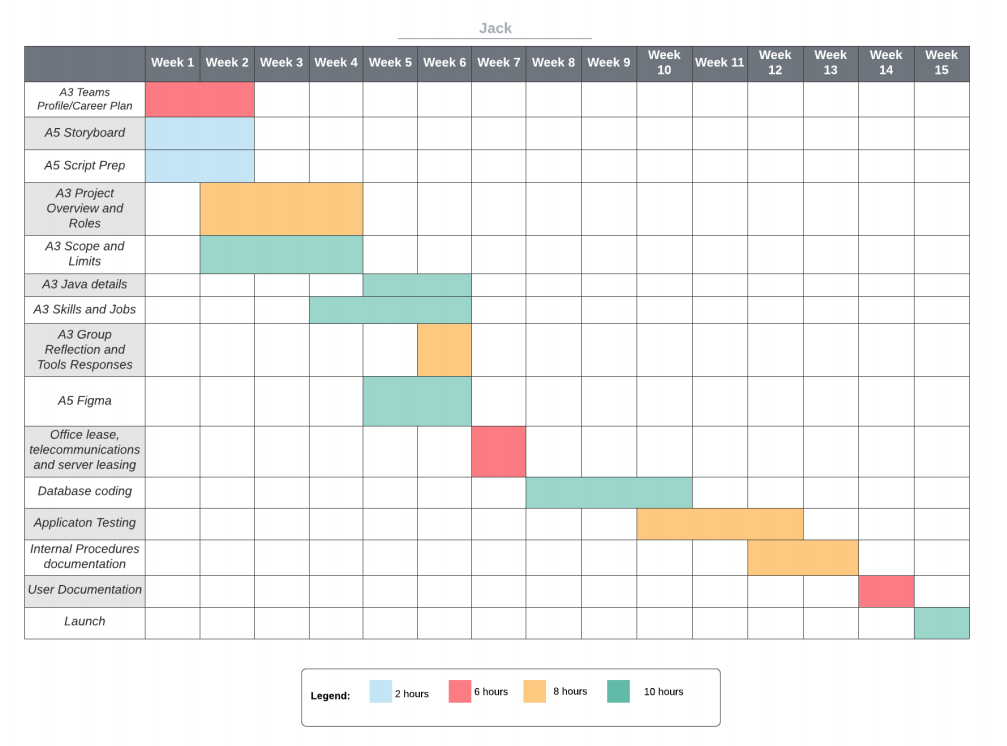 Jack
Week 1 Week 2 Week 3 Week 4 Week 5 Week 6 Week 7 Week 8 Week 9 Week 10 Week 11 Week 12 Week 13 Week 14 Week 15
A3 Teams
Profile/Career Plan
A5 Storyboard
A5 Script Prep
A3 Project
Overview and
Roles
A3 Scope and
Limits
A3 Java details
A3 Skills and Jobs
A3 Group
Reflection and
Tools Responses
A5 Figma
Office lease,
telecommunications
and server leasing
Database coding
Applicaton Testing
Internal Procedures
documentation
User Documentation
Launch
Legend: 2 hours 6 hours 8 hours 10 hours